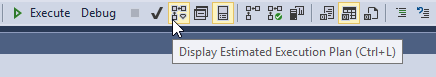 Execute Debug
Display Estimated Execution Plan (Ctrl+L)